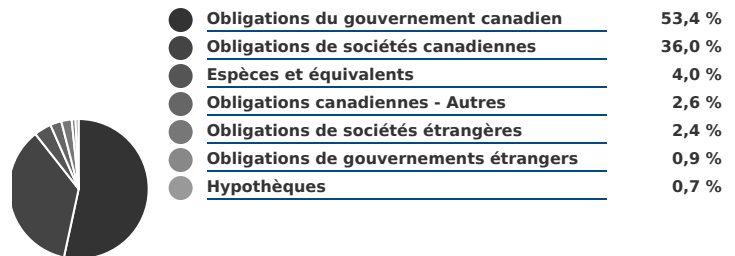 Obligations du gouvernement canadien 53,4 %
Obligations de sociétés canadiennes 36,0 %
Espèces et équivalents 4,0 %
Obligations canadiennes - Autres 2,6 %
Obligations de sociétés étrangères 2,4 %
Obligations de gouvernements étrangers 0,9 %
Hypothèques 0,7 %